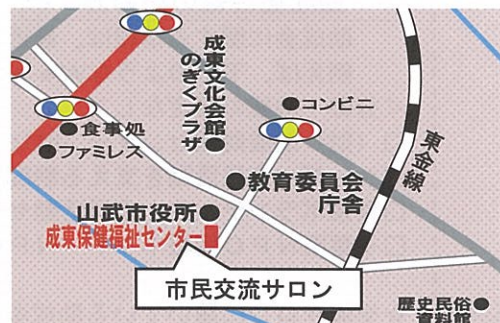 成東文化会館
のぎくプラザ
コンビニ
食事処
ファミレス
東金線
教育委員会
庁舎
山武市役所
成東保健福祉センター
市民交流サロン
歴史民俗
資料館